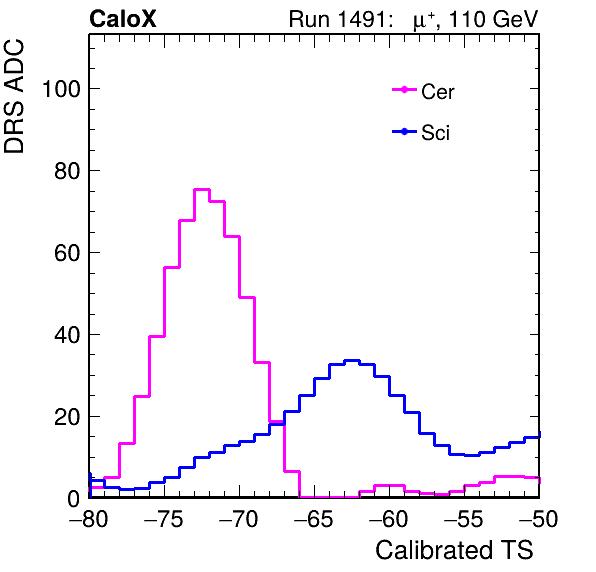 CaloX Run 1491: μ⁺, 110 GeV
DRS ADC
100
80
60
40
20
0
Cer
Sci
−80 −75 −70 −65 −60 −55 −50
Calibrated TS